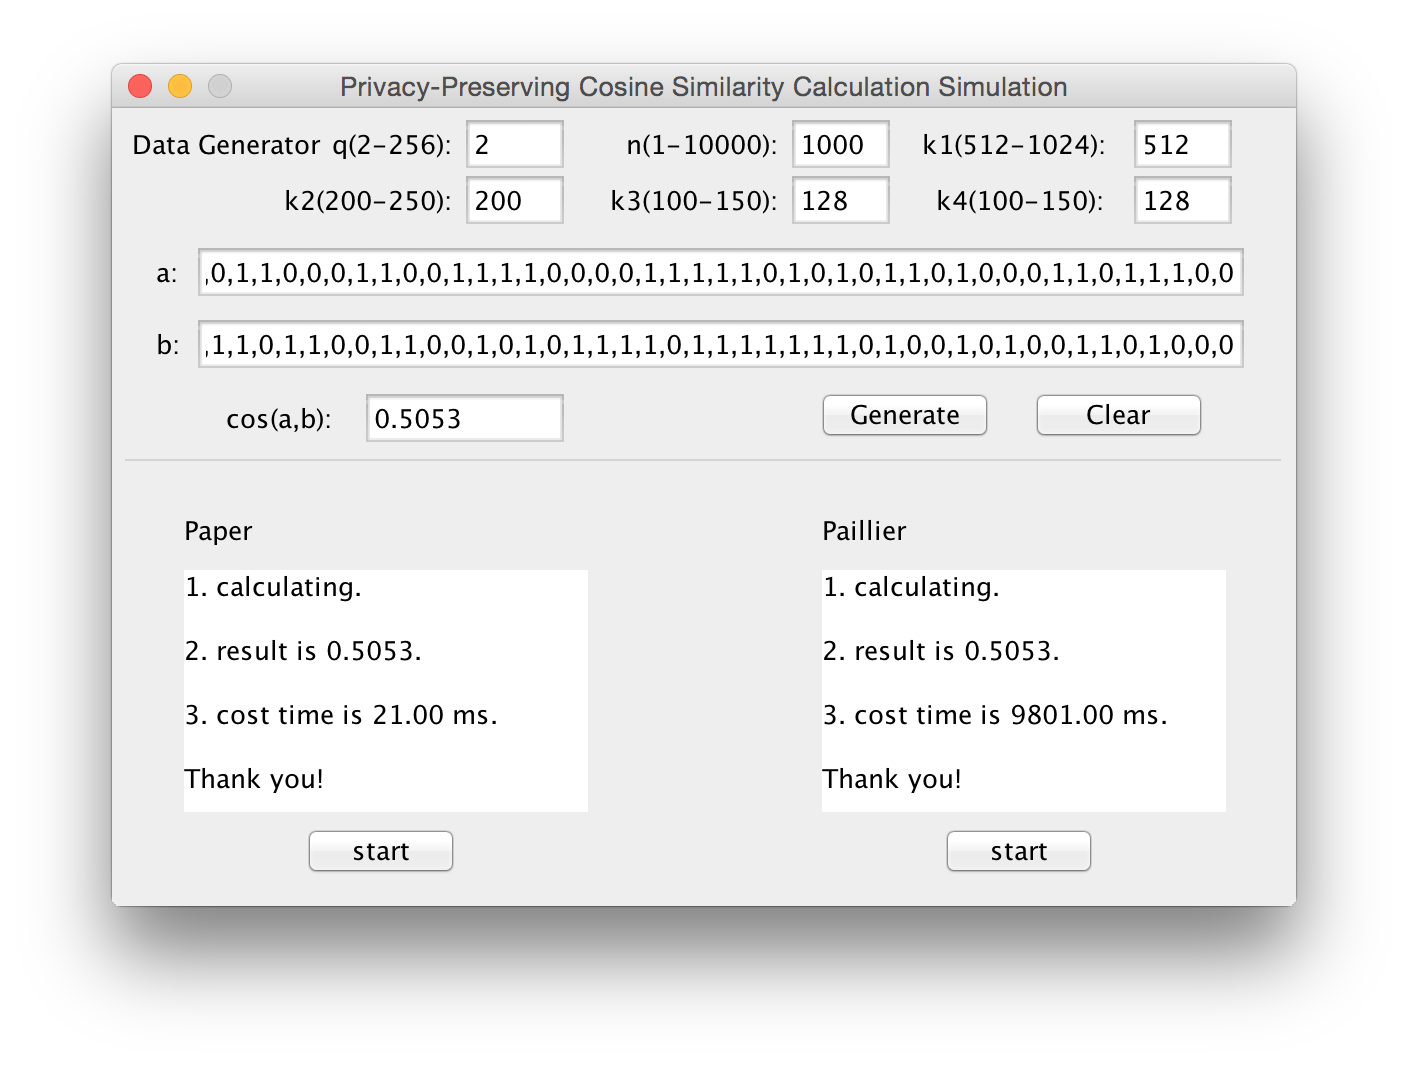 Privacy-Preserving Cosine Similarity Calculation Simulation
Data Generator q(2-256): 2 n(1-10000): 1000 k1(512-1024): 512
k2(200-250): 200 k3(100-150): 128 k4(100-150): 128
a: ,0,1,1,0,0,0,1,1,0,0,1,1,1,1,0,0,0,0,1,1,1,1,1,0,1,0,1,0,1,1,0,1,0,0,0,1,1,0,1,1,1,0,0
b: ,1,1,0,1,1,0,0,1,1,0,0,1,0,1,0,1,1,1,1,0,1,1,1,1,1,1,1,0,1,0,0,1,0,1,0,0,1,1,0,1,0,0,0
cos(a,b): 0.5053 Generate Clear
Paper Paillier
1. calculating. 1. calculating.
2. result is 0.5053. 2. result is 0.5053.
3. cost time is 21.00 ms. 3. cost time is 9801.00 ms.
Thank you! Thank you!
start start